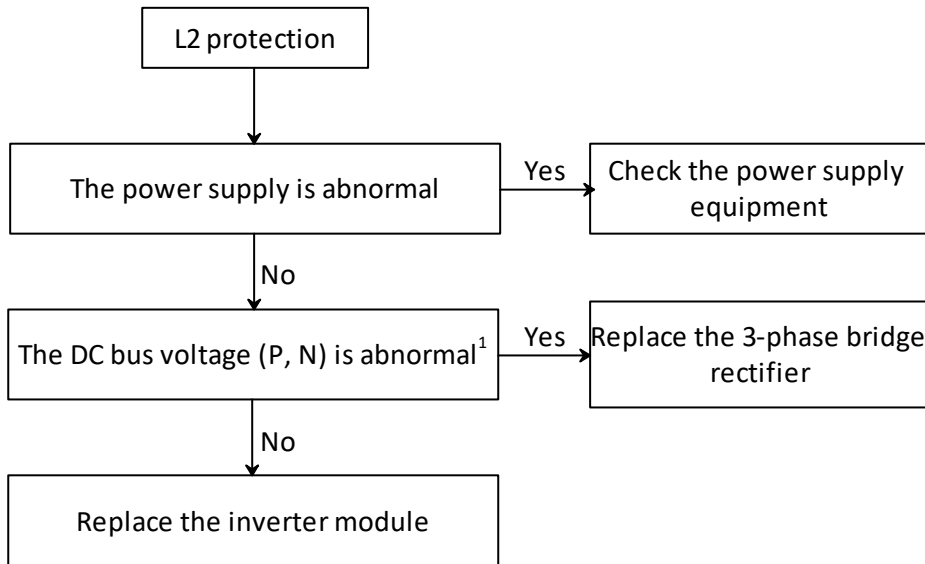 L2 protection
The power supply is abnormal
Yes
Check the power supply
equipment
No
The DC bus voltage (P, N) is abnormal¹
Yes
Replace the 3-phase bridge
rectifier
No
Replace the inverter module